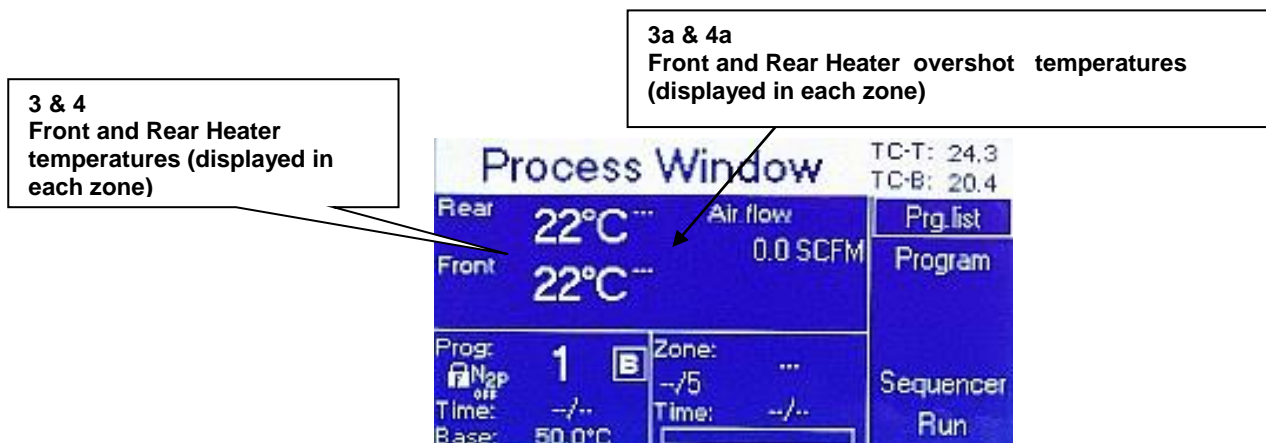 3a & 4a
Front and Rear Heater overshot temperatures
(displayed in each zone)
3 & 4
Front and Rear Heater
temperatures (displayed in
each zone)
Process Window
TC-T: 24.3
TC-B: 20.4
Rear 22°C --- Air flow
0.0 SCFM
Front 22°C ---
Prg.list
Program
Prog: 1 B
N2P
OFF
Time: --/--
Base: 50.0°C
Zone: ---
--/5
Time: --/--
Sequencer
Run